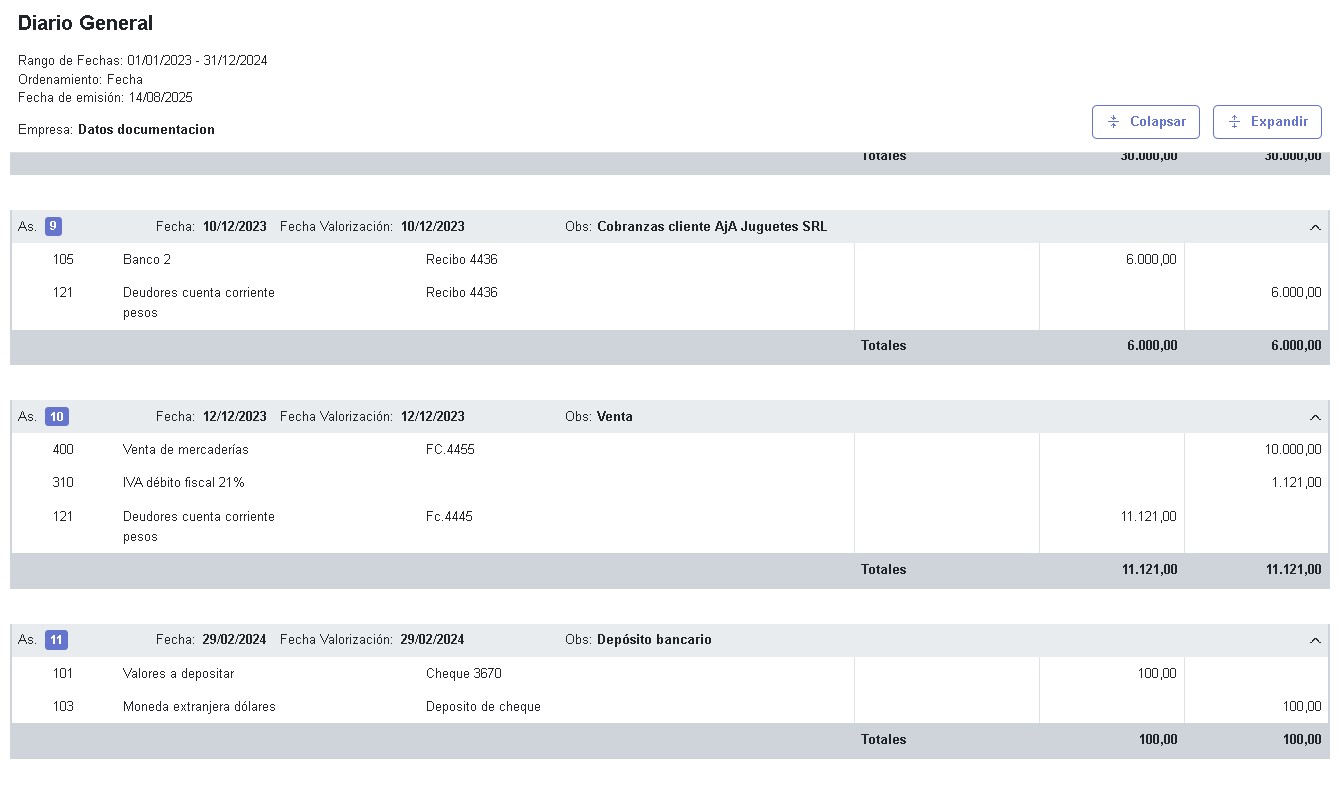 Diario General
Rango de Fechas: 01/01/2023 - 31/12/2024
Ordenamiento: Fecha
Fecha de emisión: 14/08/2025
Empresa: Datos documentacion
Colapsar Expandir
Totales 30.000,00 30.000,00
As. 9 Fecha: 10/12/2023 Fecha Valorización: 10/12/2023 Obs: Cobranzas cliente AjA Juguetes SRL
105 Banco 2 Recibo 4436 6.000,00
121 Deudores cuenta corriente Recibo 4436 6.000,00
pesos
Totales 6.000,00 6.000,00
As. 10 Fecha: 12/12/2023 Fecha Valorización: 12/12/2023 Obs: Venta
400 Venta de mercaderías FC.4455 10.000,00
310 IVA débito fiscal 21% 1.121,00
121 Deudores cuenta corriente Fc.4445 11.121,00
pesos
Totales 11.121,00 11.121,00
As. 11 Fecha: 29/02/2024 Fecha Valorización: 29/02/2024 Obs: Depósito bancario
101 Valores a depositar Cheque 3670 100,00
103 Moneda extranjera dólares Deposito de cheque 100,00
Totales 100,00 100,00